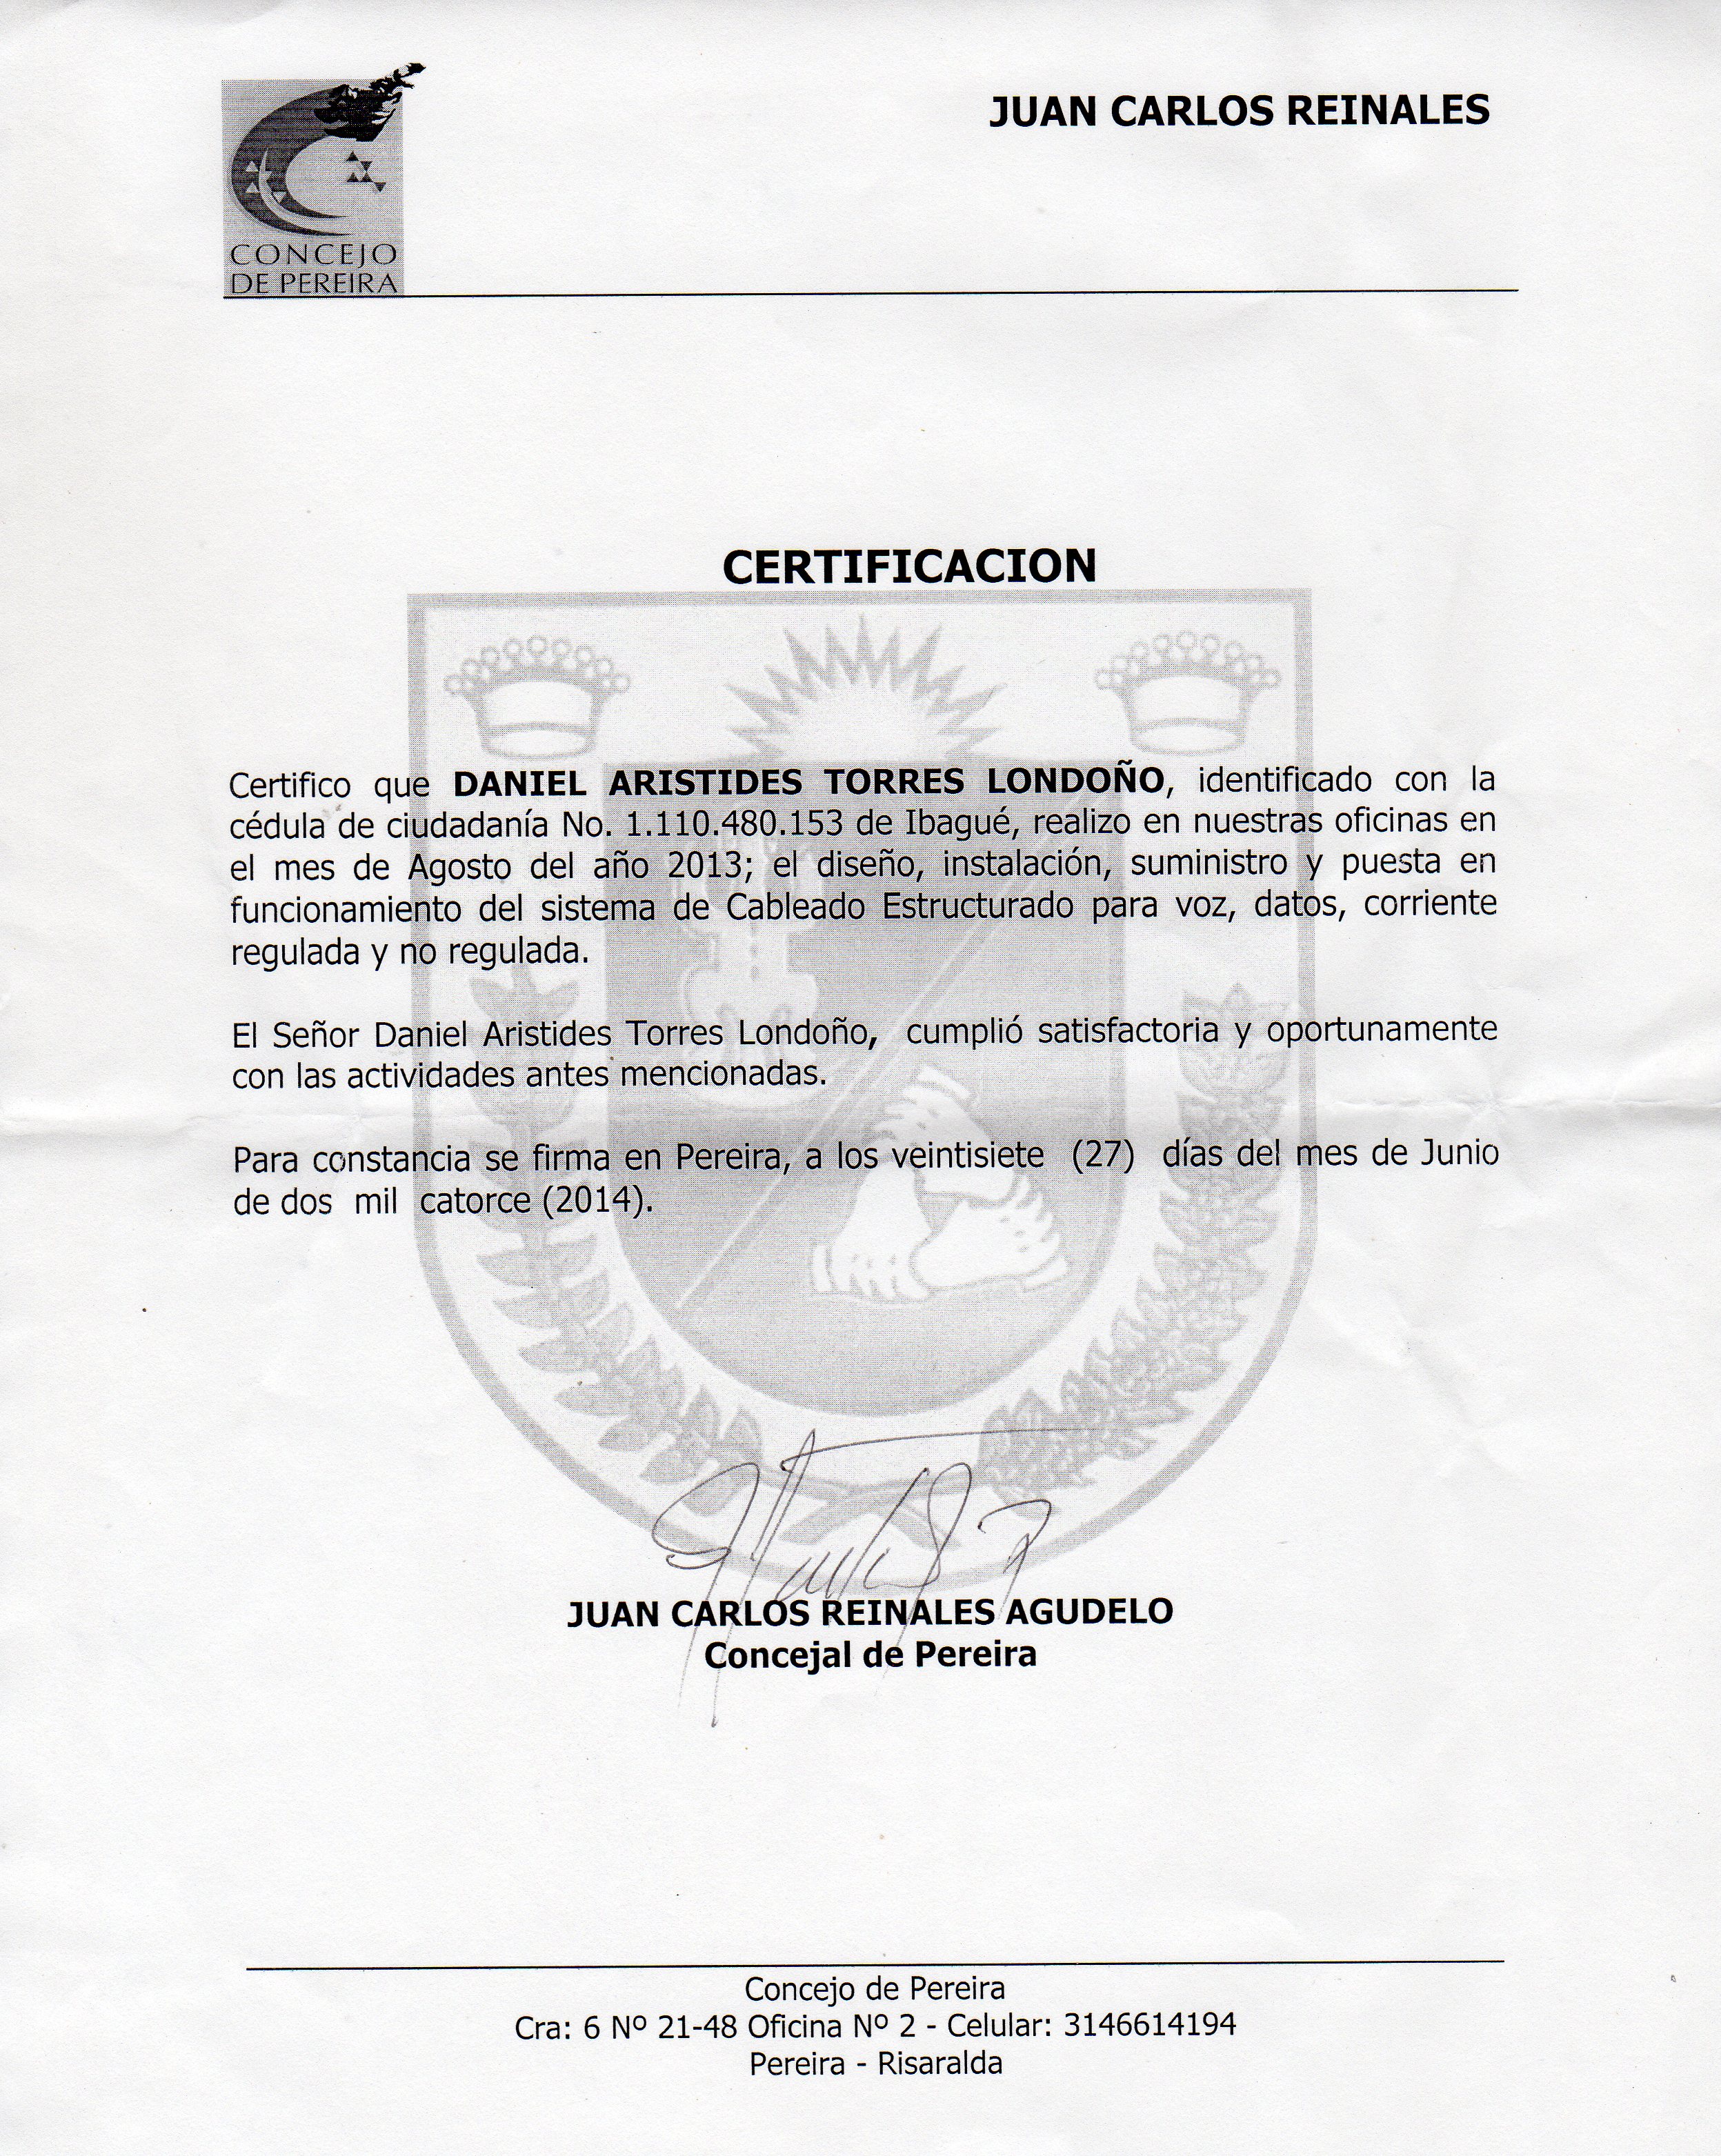 JUAN CARLOS REINALES
CONCEJO
DE PEREIRA
CERTIFICACION
Certifico que DANIEL ARISTIDES TORRES LONDOÑO, identificado con la
cédula de ciudadanía No. 1.110.480.153 de Ibagué, realizo en nuestras oficinas en
el mes de Agosto del año 2013; el diseño, instalación, suministro y puesta en
funcionamiento del sistema de Cableado Estructurado para voz, datos, corriente
regulada y no regulada.
El Señor Daniel Aristides Torres Londoño, cumplió satisfactoria y oportunamente
con las actividades antes mencionadas.
Para constancia se firma en Pereira, a los veintisiete (27) días del mes de Junio
de dos mil catorce (2014).
JUAN CARLOS REINALES AGUDELO
Concejal de Pereira
Concejo de Pereira
Cra: 6 Nº 21-48 Oficina Nº 2 - Celular: 3146614194
Pereira - Risaralda